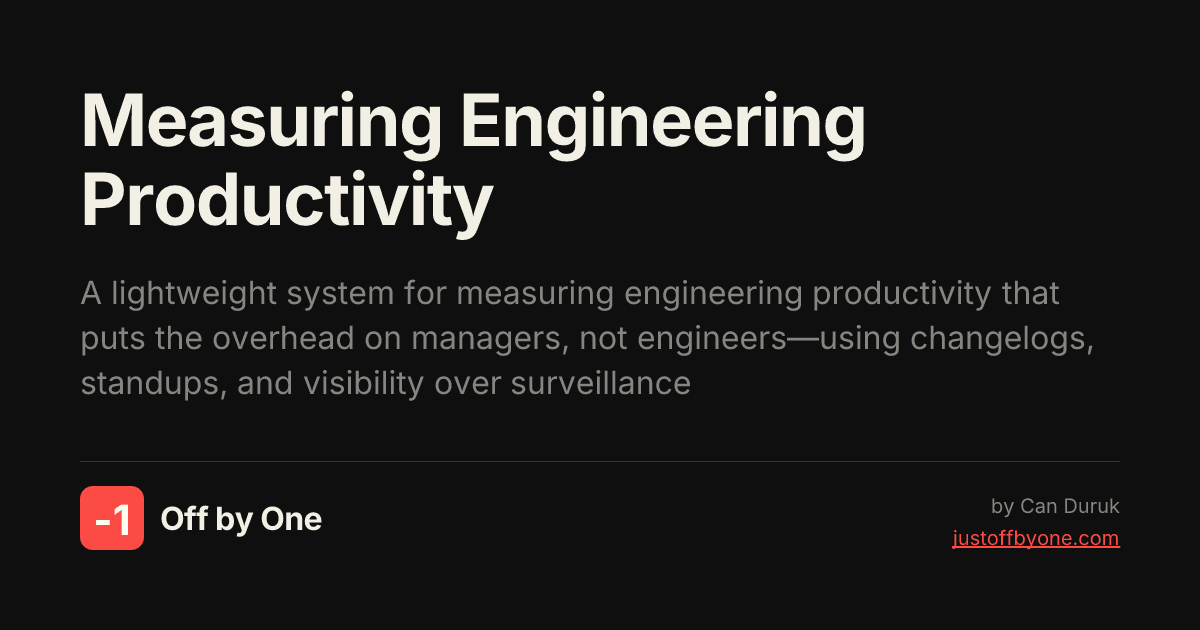 Measuring Engineering
Productivity
A lightweight system for measuring engineering productivity that
puts the overhead on managers, not engineers—using changelogs,
standups, and visibility over surveillance
-1
Off by One
by Can Duruk
justoffbyone.com